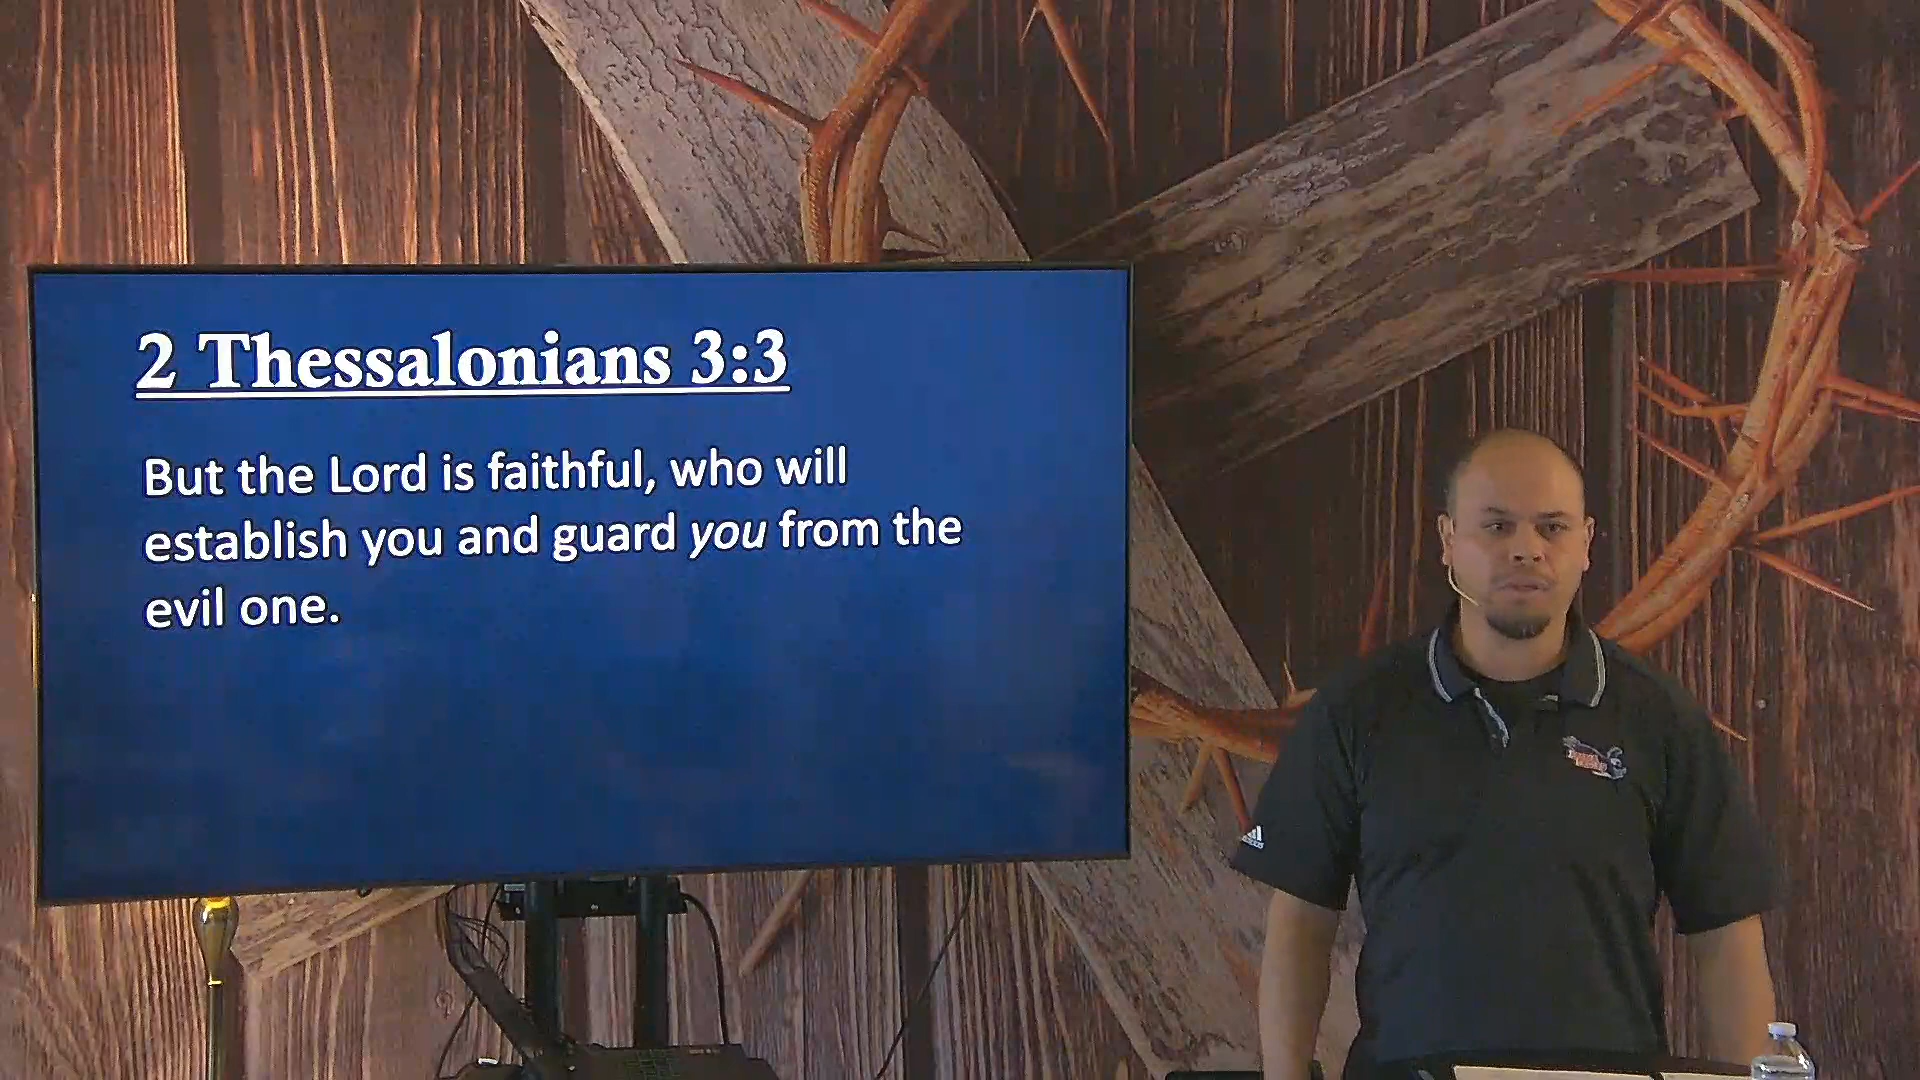 2 Thessalonians 3:3
But the Lord is faithful, who will
establish you and guard you from the
evil one.